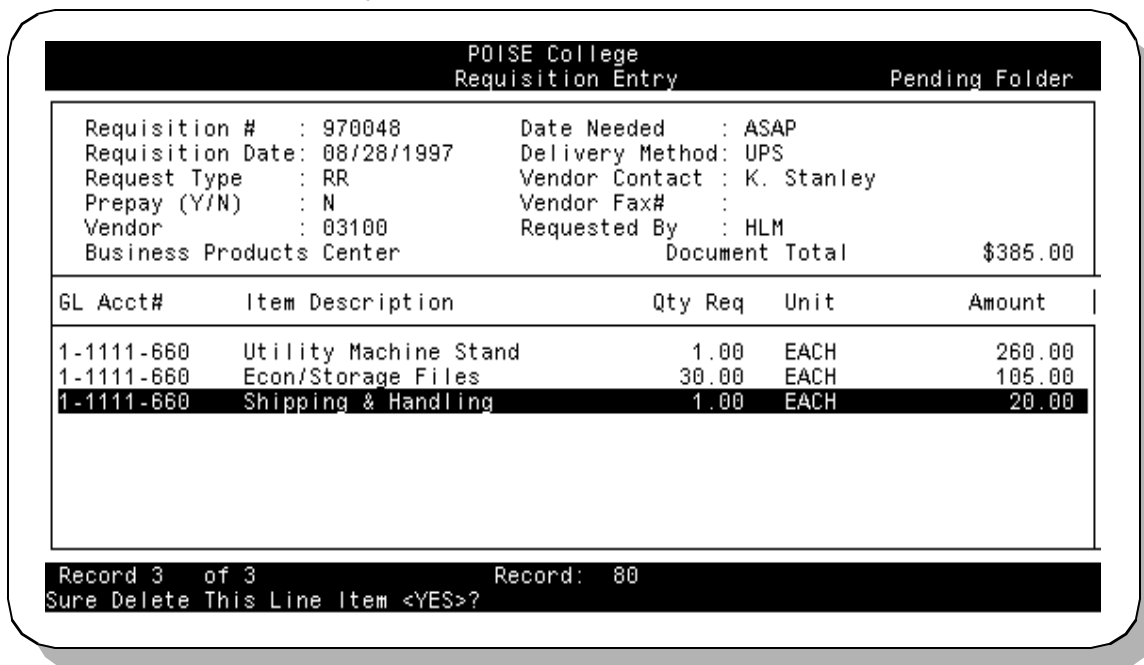 POISE College
Requisition Entry Pending Folder
Requisition # : 970048 Date Needed : ASAP
Requisition Date: 08/28/1997 Delivery Method: UPS
Request Type : RR Vendor Contact : K. Stanley
Prepay (Y/N) : N Vendor Fax# :
Vendor : 03100 Requested By : HLM
Business Products Center Document Total $385.00
GL Acct# Item Description Qty Req Unit Amount
1-1111-660 Utility Machine Stand 1.00 EACH 260.00
1-1111-660 Econ/Storage Files 30.00 EACH 105.00
1-1111-660 Shipping & Handling 1.00 EACH 20.00
Record 3 of 3 Record: 80
Sure Delete This Line Item <YES>?